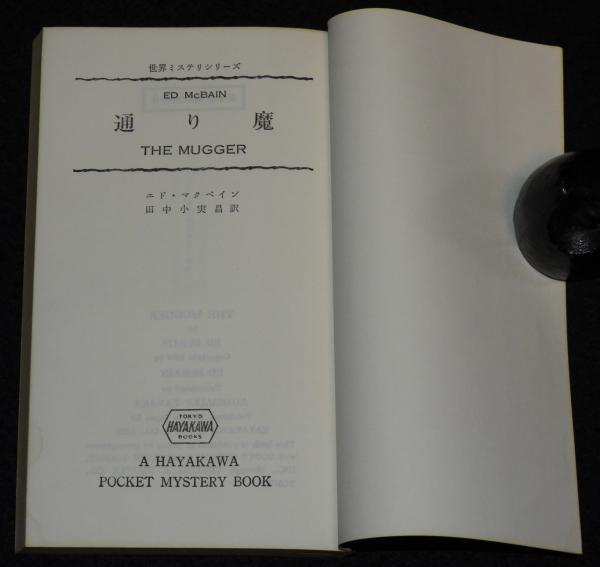 世界ミステリシリーズ
ED McBAIN
通り魔
THE MUGGER
エド・マクベイン
田中小実昌訳
TOKYO
HAYAKAWA
BOOKS
A HAYAKAWA
POCKET MYSTERY BOOK